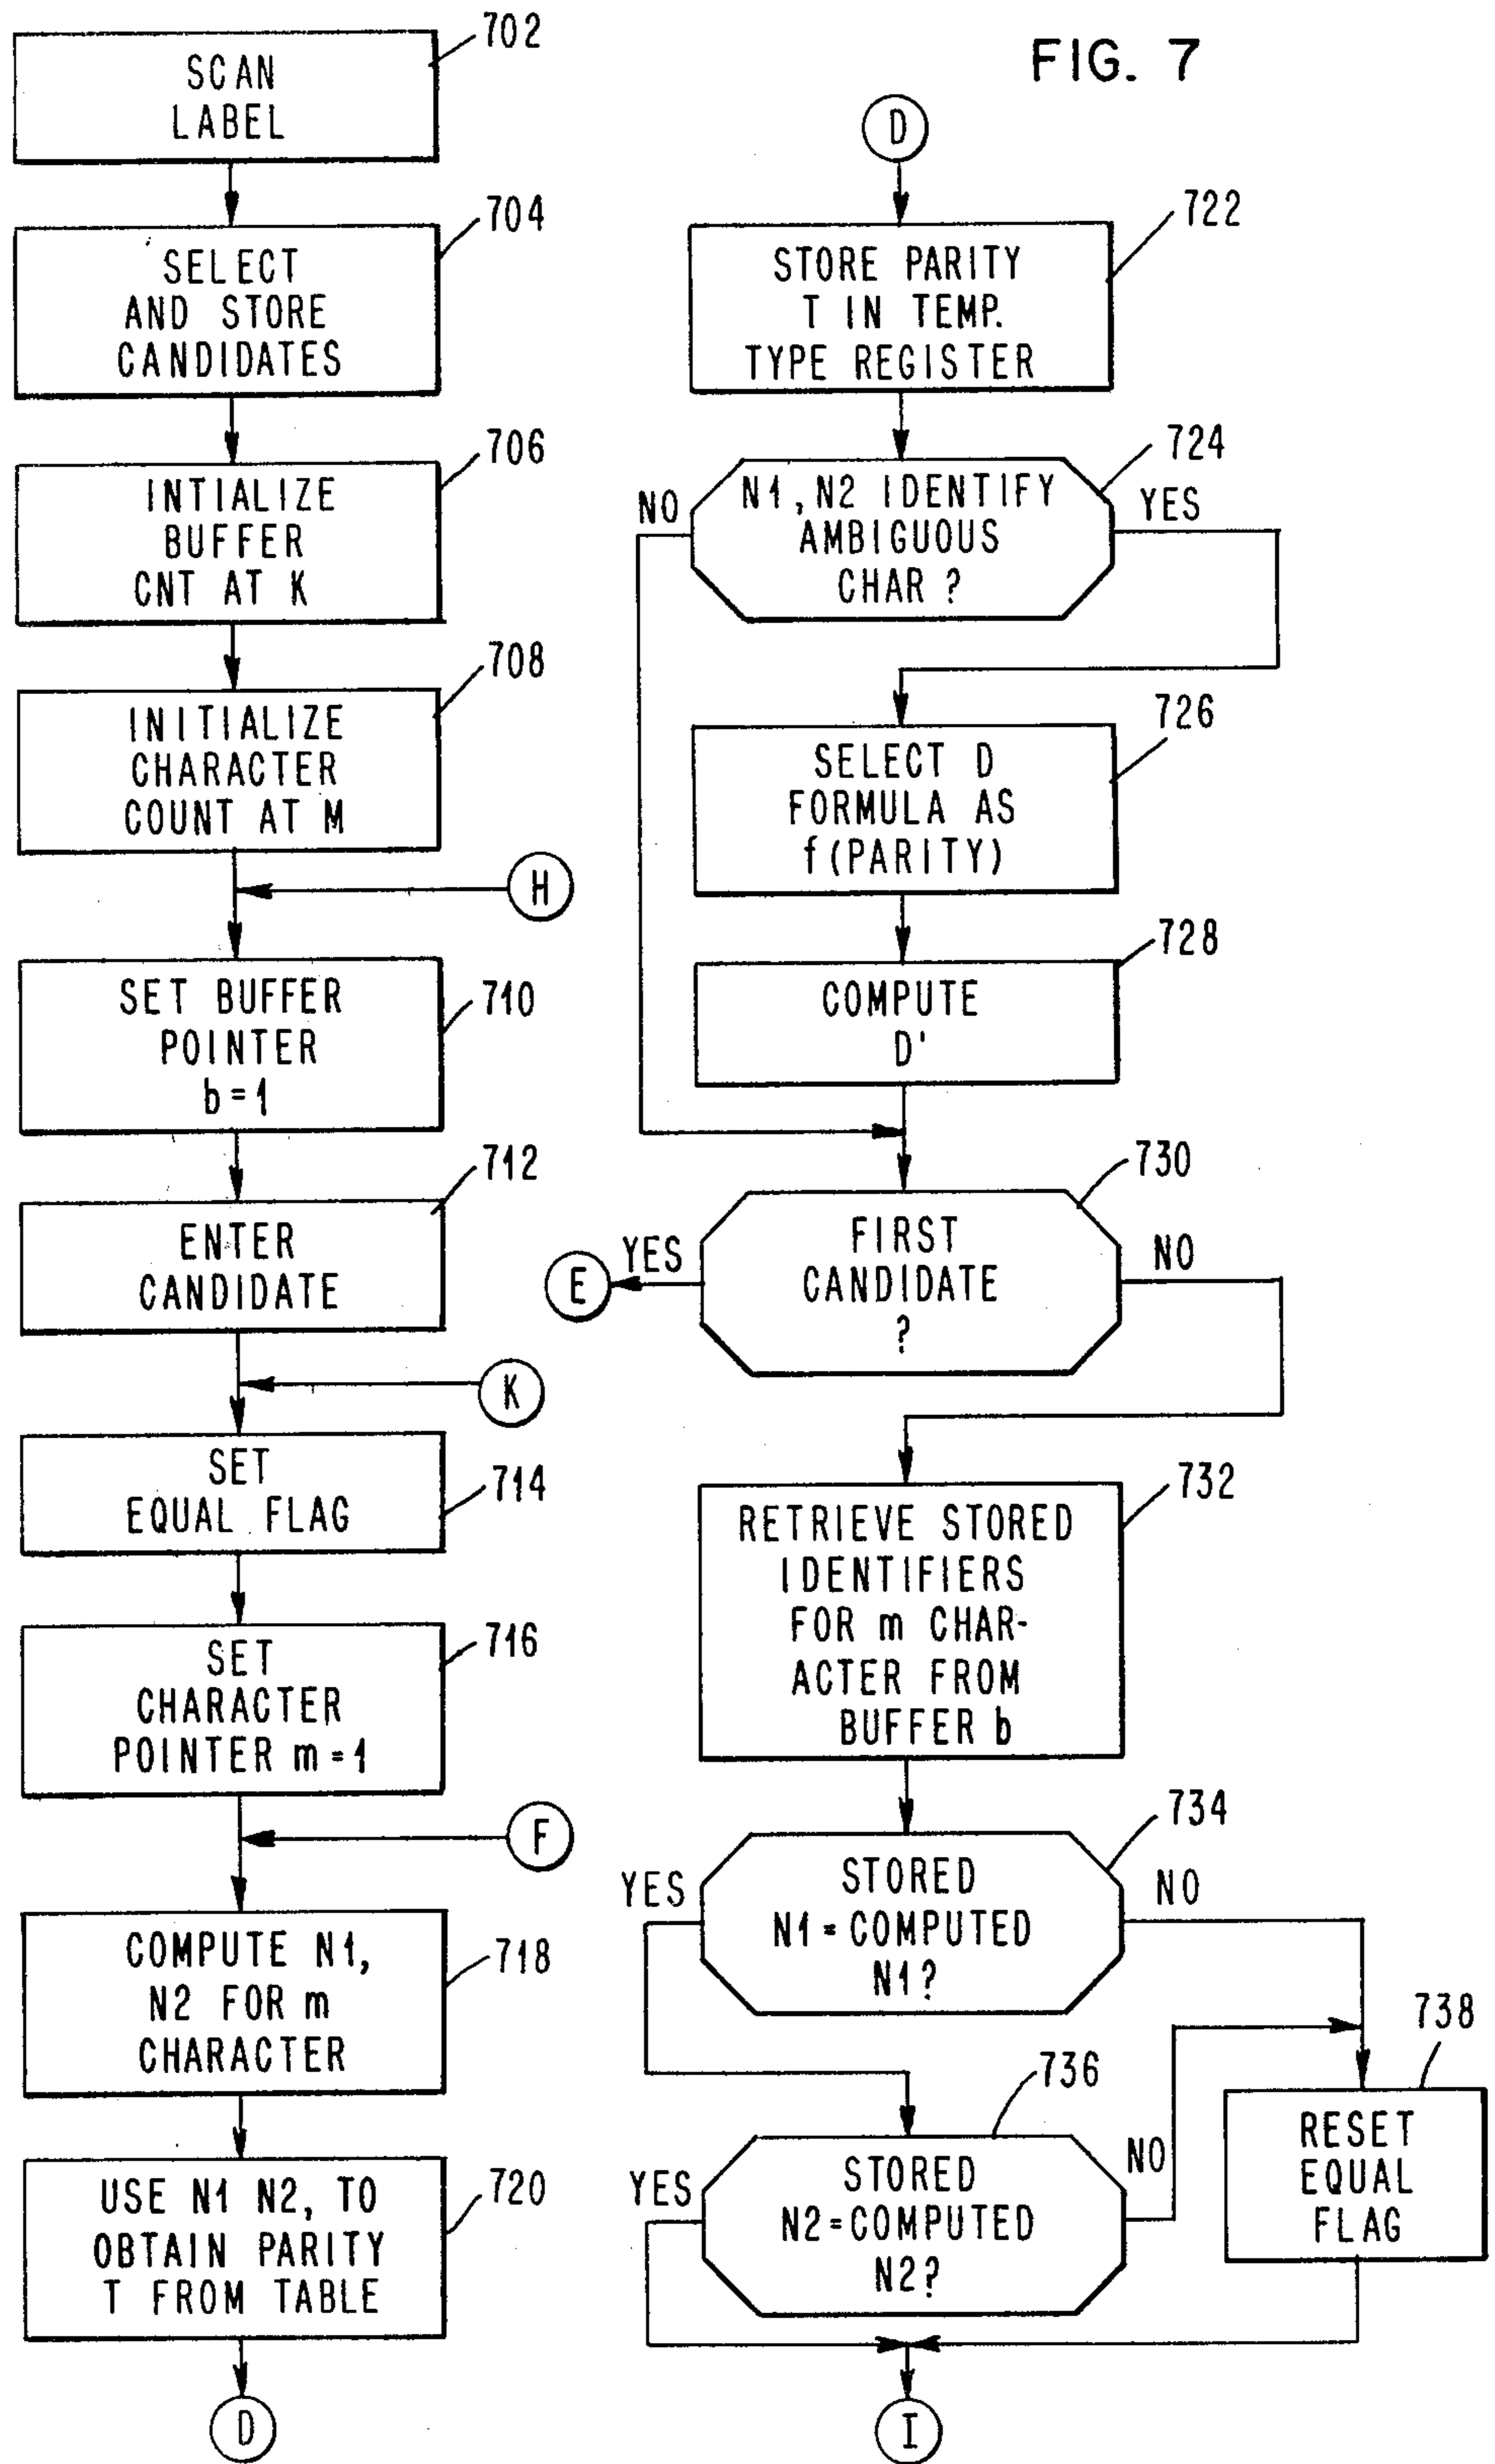 FIG. 7
702
SCAN
LABEL
704
SELECT
AND STORE
CANDIDATES
706
INTIALIZE
BUFFER
CNT AT K
708
INITIALIZE
CHARACTER
COUNT AT M
H
710
SET BUFFER
POINTER
b=1
712
ENTER
CANDIDATE
K
714
SET
EQUAL FLAG
716
SET
CHARACTER
POINTER m=1
F
718
COMPUTE N1,
N2 FOR m
CHARACTER
720
USE N1 N2, TO
OBTAIN PARITY
T FROM TABLE
D
D
722
STORE PARITY
T IN TEMP.
TYPE REGISTER
724
NO
N1, N2 IDENTIFY
AMBIGUOUS
CHAR ?
YES
726
SELECT D
FORMULA AS
f(PARITY)
728
COMPUTE
D'
730
FIRST
CANDIDATE
?
YES
E
NO
732
RETRIEVE STORED
IDENTIFIERS
FOR m CHAR-
ACTER FROM
BUFFER b
734
YES
STORED
N1=COMPUTED
N1?
NO
736
YES
STORED
N2=COMPUTED
N2?
NO
738
RESET
EQUAL
FLAG
I